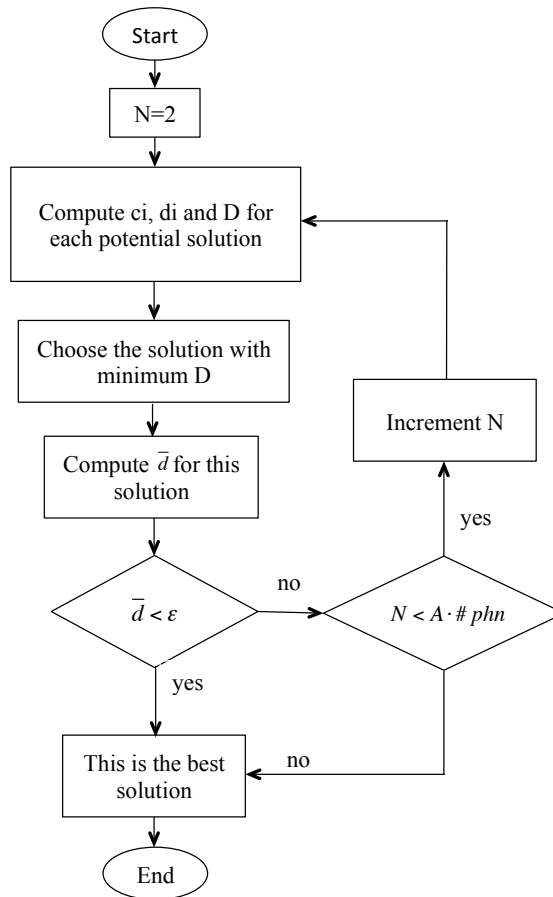 Start
N=2
Compute ci, di and D for
each potential solution
Choose the solution with
minimum D
Increment N
Compute d̅ for this
solution
yes
no
d̅ < ε
N < A · # phn
yes
This is the best
solution
no
End